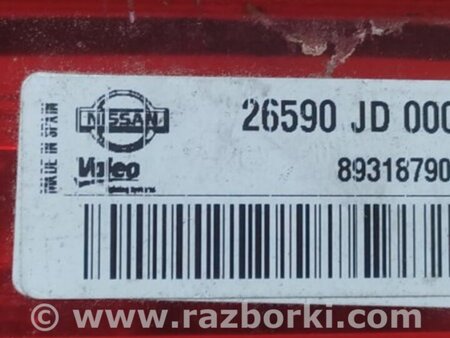 MADE IN SPAIN
NISSAN
26590 JD 000
Valeo
89318790
www.razborki.com